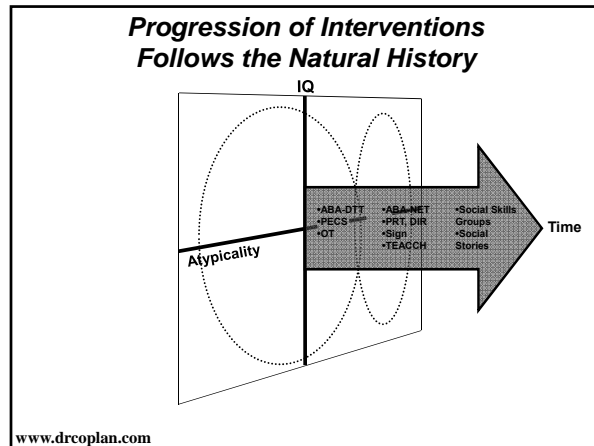 Progression of Interventions
Follows the Natural History
IQ
•ABA-DTT
•PECS
•OT
•ABA-NET
•PRT, DIR
•Sign
•TEACCH
•Social Skills
Groups
•Social
Stories
Time
Atypicality
www.drcoplan.com